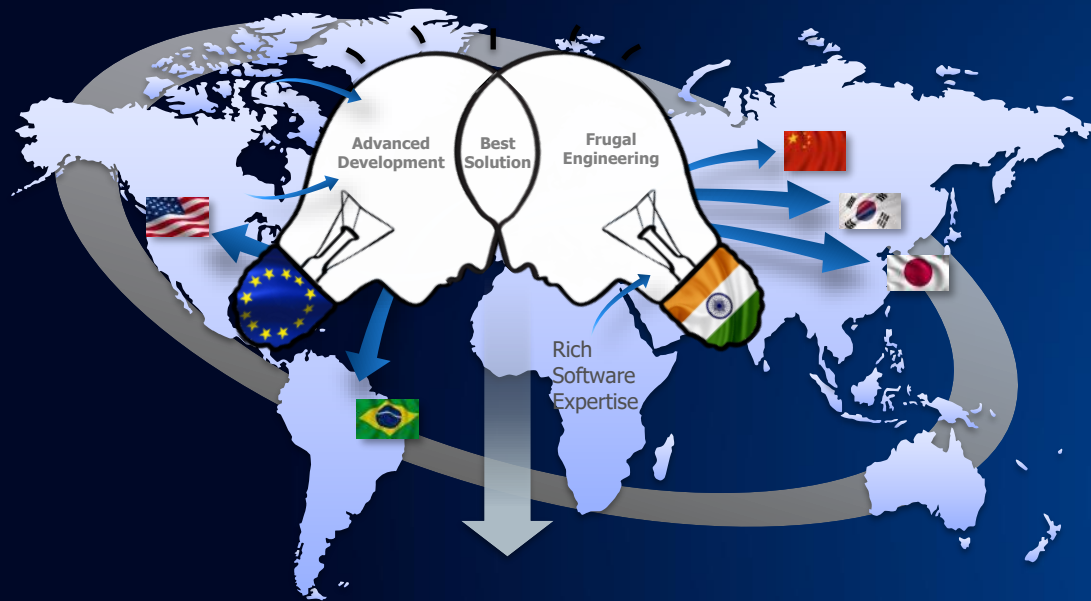 Advanced
Development
Best
Solution
Frugal
Engineering
Rich
Software
Expertise